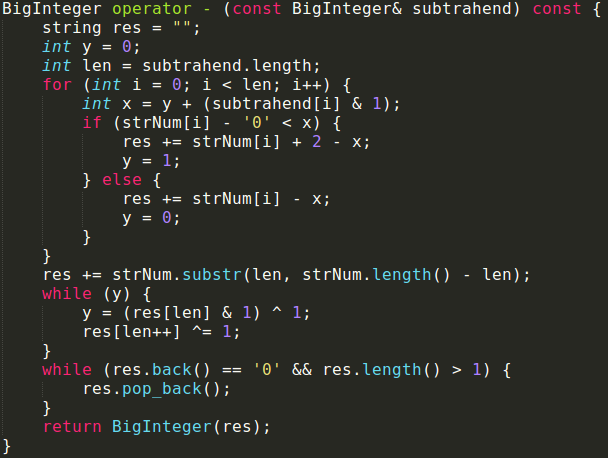 BigInteger operator - (const BigInteger& subtrahend) const {
    string res = "";
    int y = 0;
    int len = subtrahend.length;
    for (int i = 0; i < len; i++) {
        int x = y + (subtrahend[i] & 1);
        if (strNum[i] - '0' < x) {
            res += strNum[i] + 2 - x;
            y = 1;
        } else {
            res += strNum[i] - x;
            y = 0;
        }
    }
    res += strNum.substr(len, strNum.length() - len);
    while (y) {
        y = (res[len] & 1) ^ 1;
        res[len++] ^= 1;
    }
    while (res.back() == '0' && res.length() > 1) {
        res.pop_back();
    }
    return BigInteger(res);
}